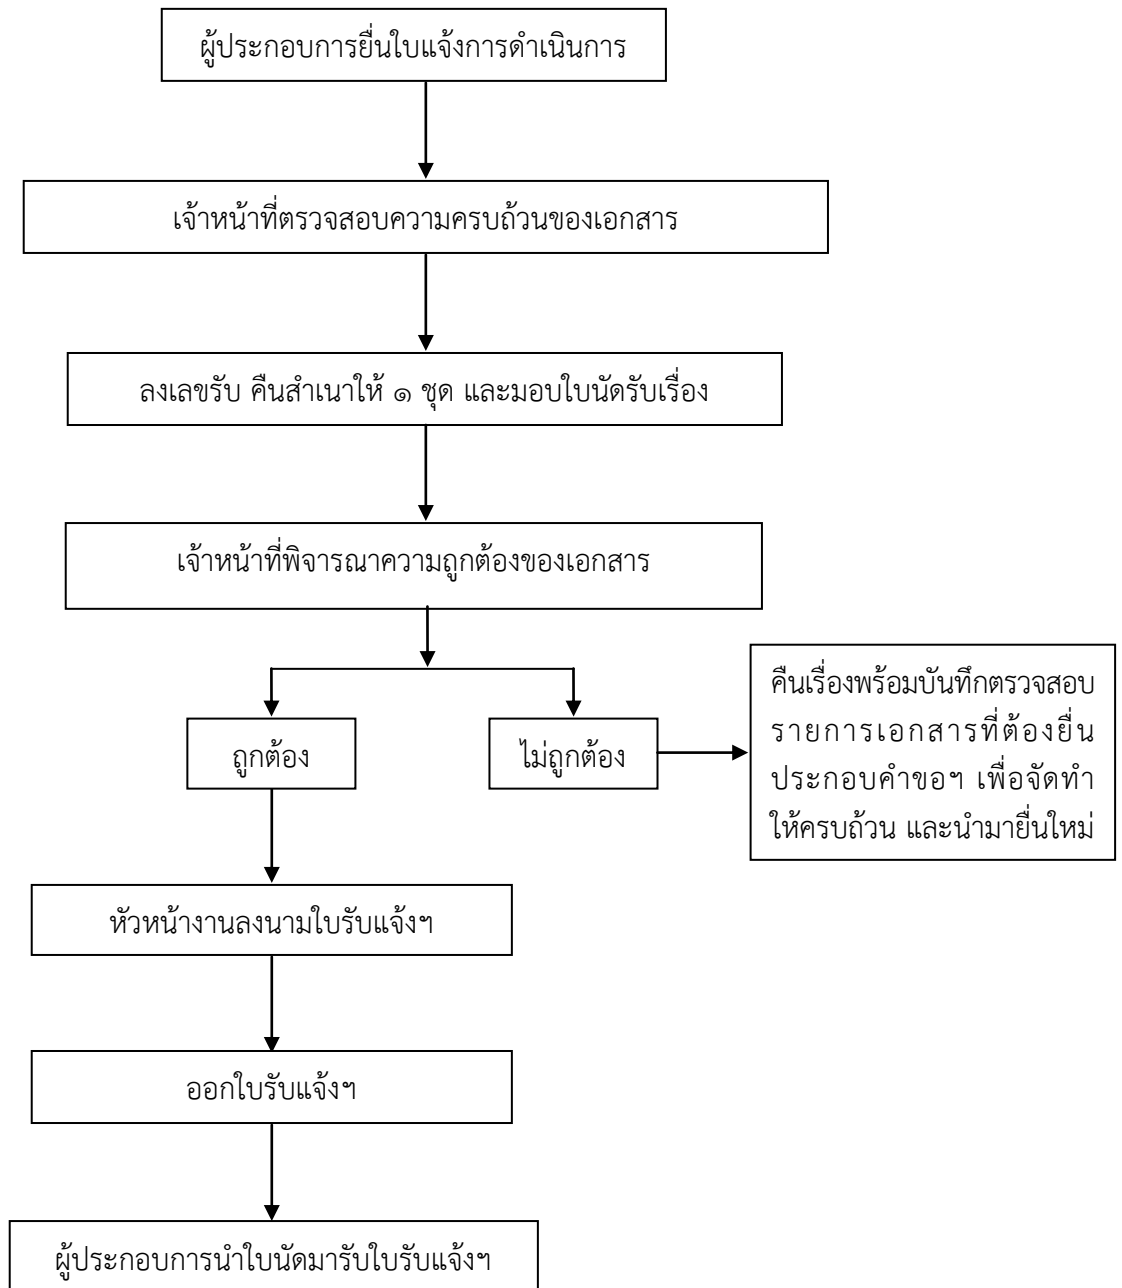 ผู้ประกอบการยื่นใบแจ้งการดำเนินการ
เจ้าหน้าที่ตรวจสอบความครบถ้วนของเอกสาร
ลงเลขรับ คืนสำเนาให้ ๑ ชุด และมอบใบนัดรับเรื่อง
เจ้าหน้าที่พิจารณาความถูกต้องของเอกสาร
ถูกต้อง
ไม่ถูกต้อง
คืนเรื่องพร้อมบันทึกตรวจสอบ
รายการเอกสารที่ต้องยื่น
ประกอบคำขอฯ เพื่อจัดทำ
ให้ครบถ้วน และนำมายื่นใหม่
หัวหน้างานลงนามใบรับแจ้งฯ
ออกใบรับแจ้งฯ
ผู้ประกอบการนำใบนัดมารับใบรับแจ้งฯ